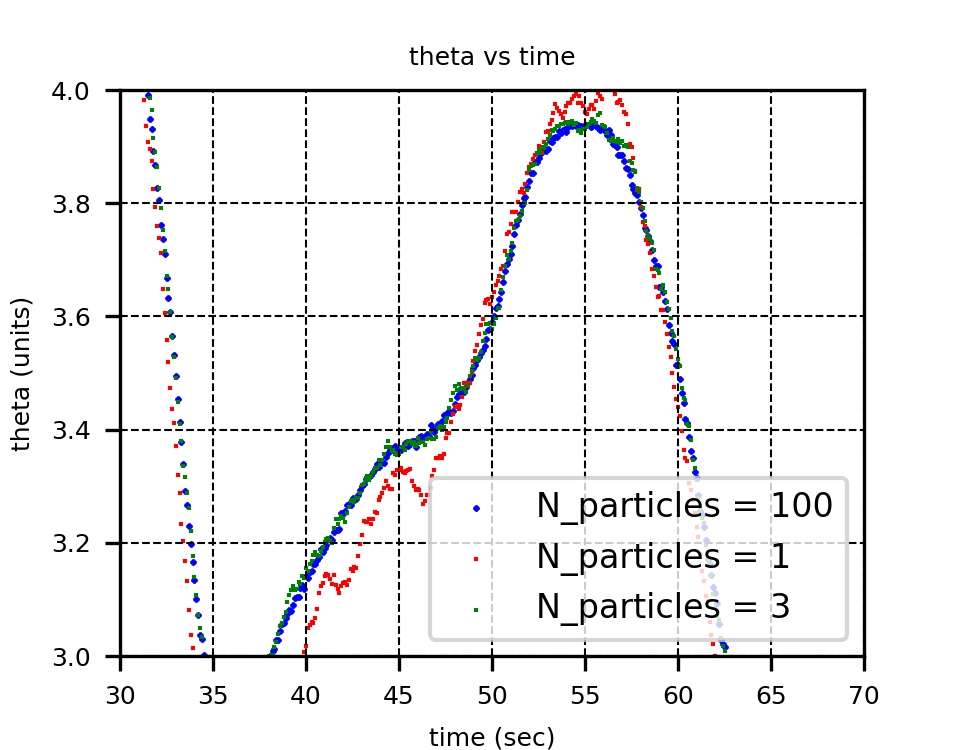 theta vs time
4.0
3.8
3.6
3.4
3.2
3.0
theta (units)
N_particles = 100
N_particles = 1
N_particles = 3
30 35 40 45 50 55 60 65 70
time (sec)